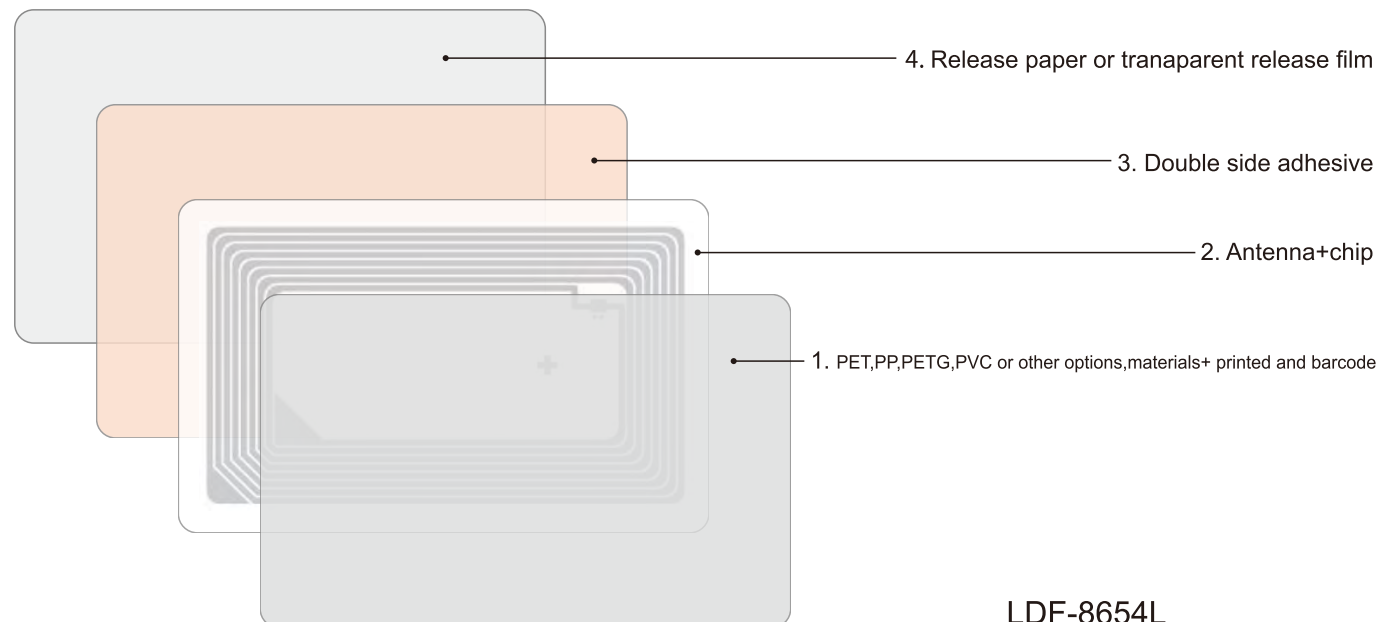 4. Release paper or tranaparent release film
3. Double side adhesive
2. Antenna+chip
1. PET,PP,PETG,PVC or other options,materials+ printed and barcode
LDF-8654L